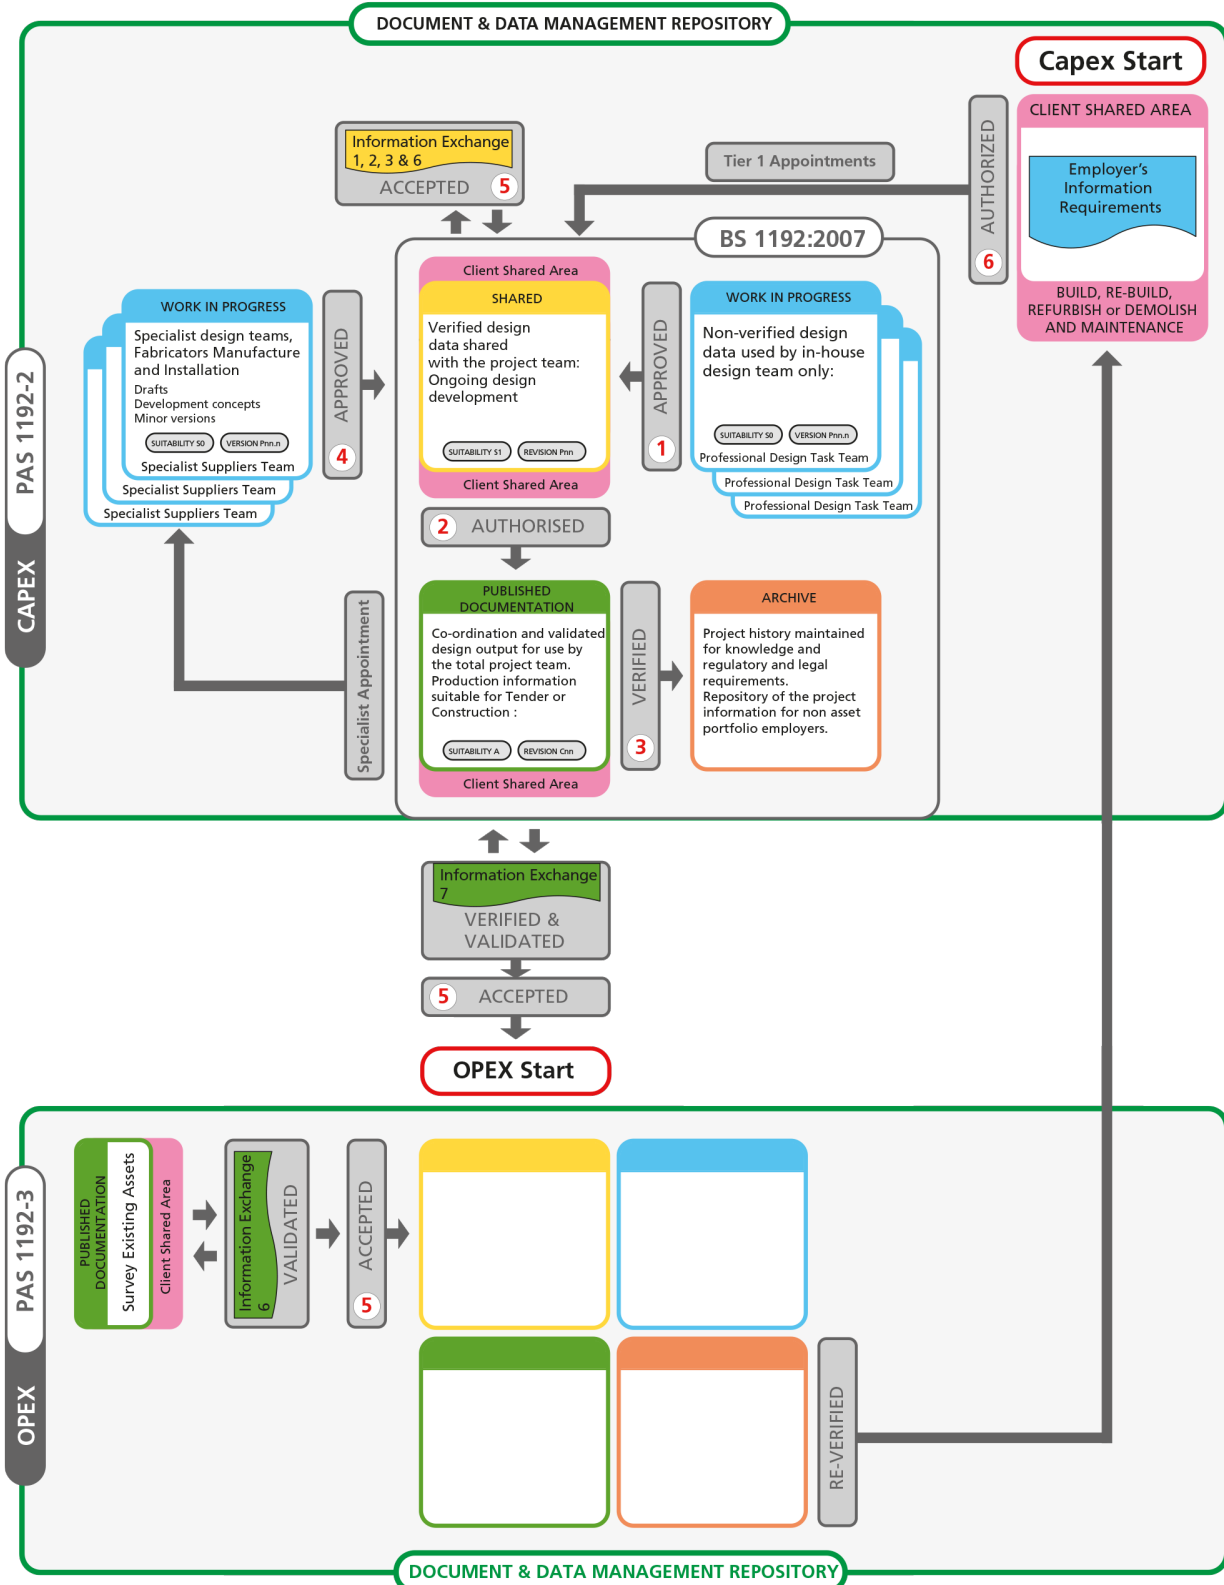 DOCUMENT & DATA MANAGEMENT REPOSITORY
Capex Start
CLIENT SHARED AREA
Employer's
Information
Requirements
BUILD, RE-BUILD,
REFURBISH or DEMOLISH
AND MAINTENANCE
AUTHORIZED
6
Tier 1 Appointments
Information Exchange
1, 2, 3 & 6
ACCEPTED
5
BS 1192:2007
Client Shared Area
SHARED
Verified design
data shared
with the project team:
Ongoing design
development
SUITABILITY S1
REVISION Pnn
Client Shared Area
APPROVED
1
WORK IN PROGRESS
Non-verified design
data used by in-house
design team only:
SUITABILITY S0
VERSION Pnn.n
Professional Design Task Team
Professional Design Task Team
Professional Design Task Team
WORK IN PROGRESS
Specialist design teams,
Fabricators Manufacture
and Installation
Drafts
Development concepts
Minor versions
SUITABILITY S0
VERSION Pnn.n
Specialist Suppliers Team
Specialist Suppliers Team
Specialist Suppliers Team
APPROVED
4
PAS 1192-2
CAPEX
2
AUTHORISED
PUBLISHED
DOCUMENTATION
Co-ordination and validated
design output for use by
the total project team.
Production information
suitable for Tender or
Construction :
SUITABILITY A
REVISION Cnn
Client Shared Area
VERIFIED
3
ARCHIVE
Project history maintained
for knowledge and
regulatory and legal
requirements.
Repository of the project
information for non asset
portfolio employers.
Specialist Appointment
Information Exchange
7
VERIFIED &
VALIDATED
5
ACCEPTED
OPEX Start
PAS 1192-3
OPEX
PUBLISHED
DOCUMENTATION
Survey Existing Assets
Client Shared Area
Information Exchange
6
VALIDATED
ACCEPTED
5
RE-VERIFIED
DOCUMENT & DATA MANAGEMENT REPOSITORY